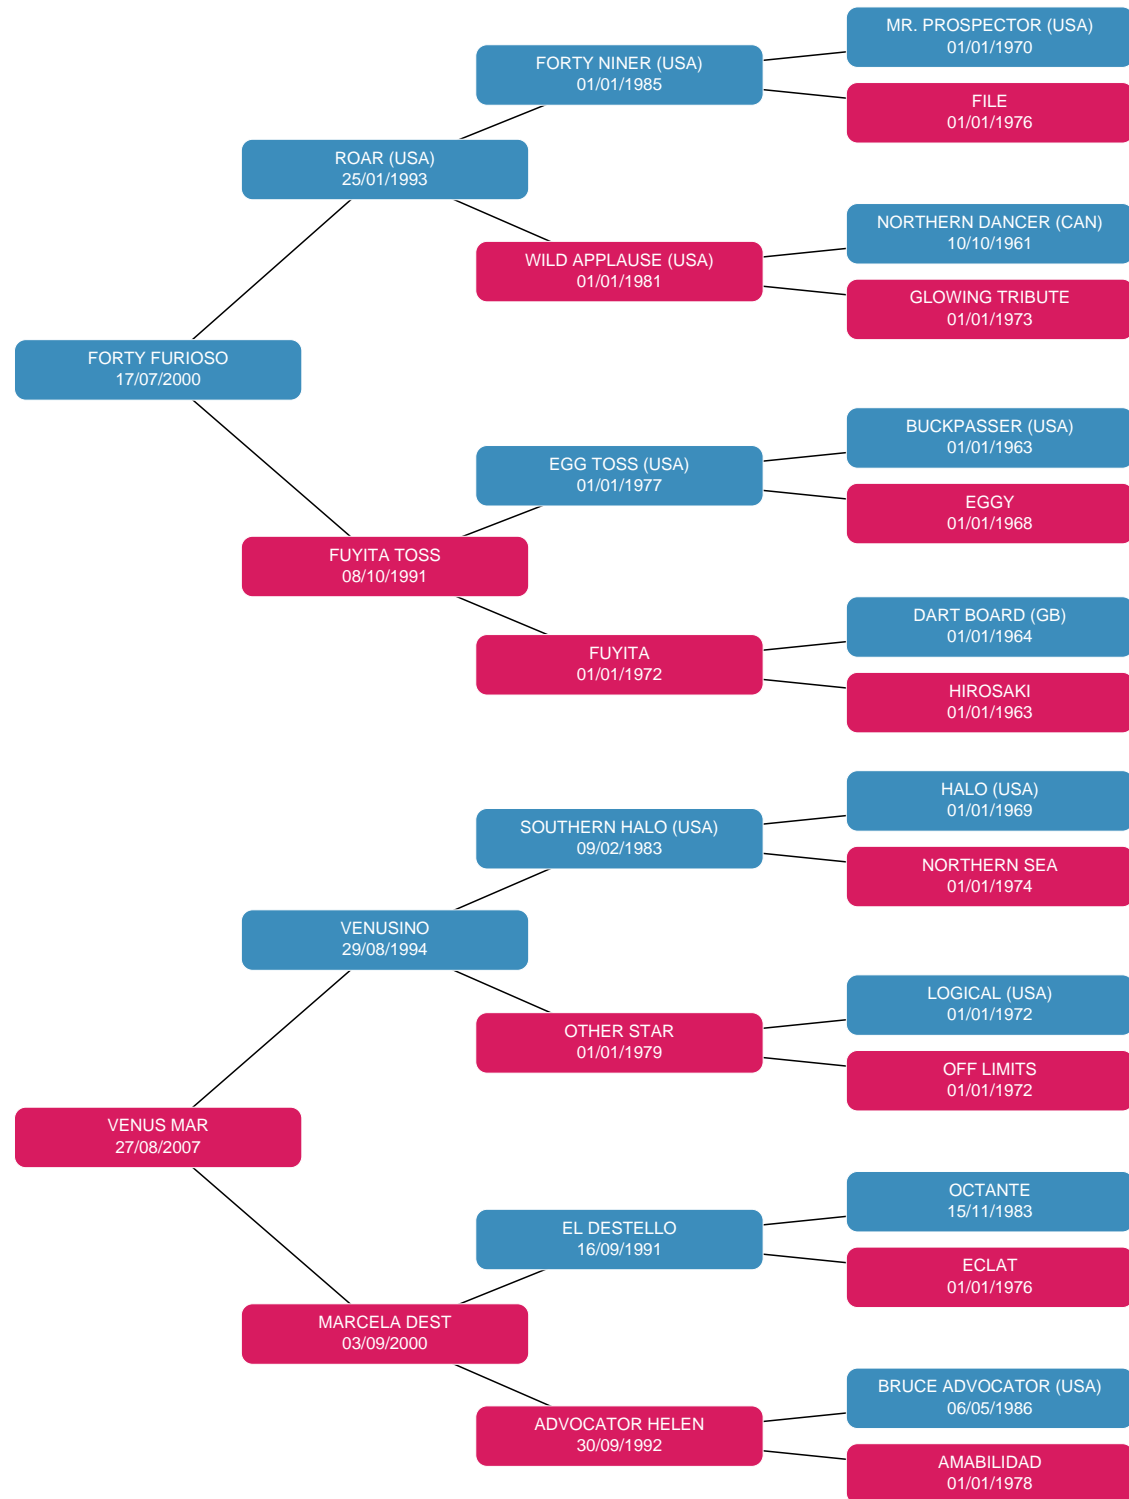 MR. PROSPECTOR (USA)
01/01/1970
FORTY NINER (USA)
01/01/1985
FILE
01/01/1976
ROAR (USA)
25/01/1993
NORTHERN DANCER (CAN)
10/10/1961
WILD APPLAUSE (USA)
01/01/1981
GLOWING TRIBUTE
01/01/1973
FORTY FURIOSO
17/07/2000
BUCKPASSER (USA)
01/01/1963
EGG TOSS (USA)
01/01/1977
EGGY
01/01/1968
FUYITA TOSS
08/10/1991
DART BOARD (GB)
01/01/1964
FUYITA
01/01/1972
HIROSAKI
01/01/1963
HALO (USA)
01/01/1969
SOUTHERN HALO (USA)
09/02/1983
NORTHERN SEA
01/01/1974
VENUSINO
29/08/1994
LOGICAL (USA)
01/01/1972
OTHER STAR
01/01/1979
OFF LIMITS
01/01/1972
VENUS MAR
27/08/2007
OCTANTE
15/11/1983
EL DESTELLO
16/09/1991
ECLAT
01/01/1976
MARCELA DEST
03/09/2000
BRUCE ADVOCATOR (USA)
06/05/1986
ADVOCATOR HELEN
30/09/1992
AMABILIDAD
01/01/1978